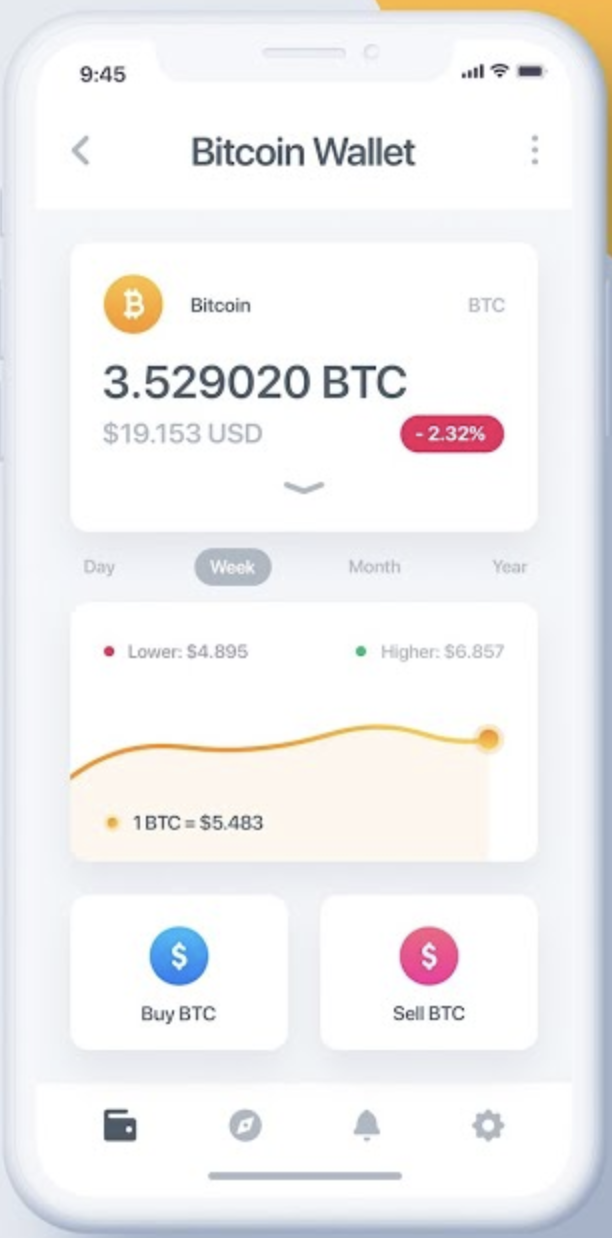 9:45
Bitcoin Wallet
Bitcoin BTC
3.529020 BTC
$19.153 USD - 2.32%
Day Week Month Year
Lower: $4.895 Higher: $6.857
1 BTC = $5.483
$ $
Buy BTC Sell BTC